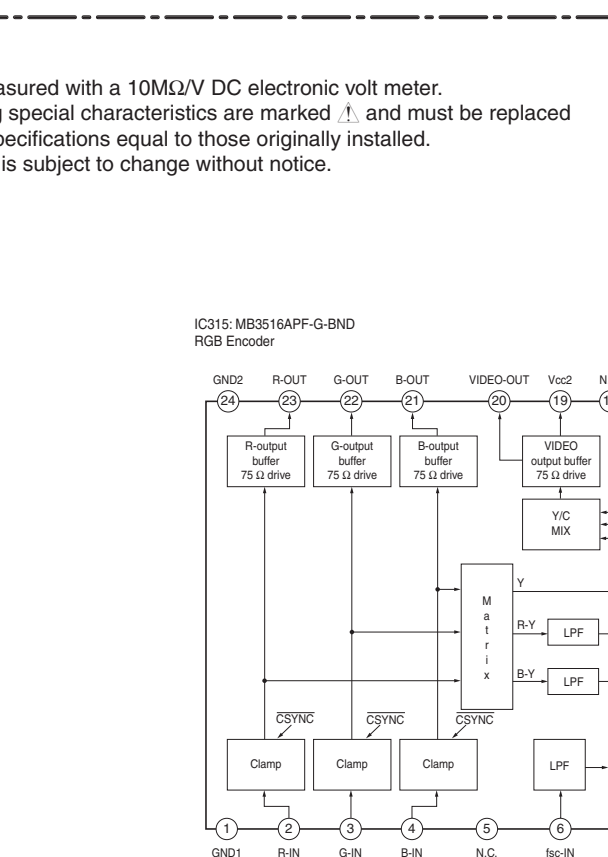 asured with a 10MΩ/V DC electronic volt meter.
g special characteristics are marked ⚠ and must be replaced
pecifications equal to those originally installed.
is subject to change without notice.
IC315: MB3516APF-G-BND
RGB Encoder
GND2 R-OUT G-OUT B-OUT VIDEO-OUT Vcc2 N
24 23 22 21 20 19 1
R-output G-output B-output VIDEO
buffer buffer buffer output buffer
75 Ω drive 75 Ω drive 75 Ω drive 75 Ω drive
Y/C
MIX
Matrix
Y
R-Y LPF
B-Y LPF
CSYNC CSYNC CSYNC
Clamp Clamp Clamp LPF
1 2 3 4 5 6
GND1 R-IN G-IN B-IN N.C. fsc-IN